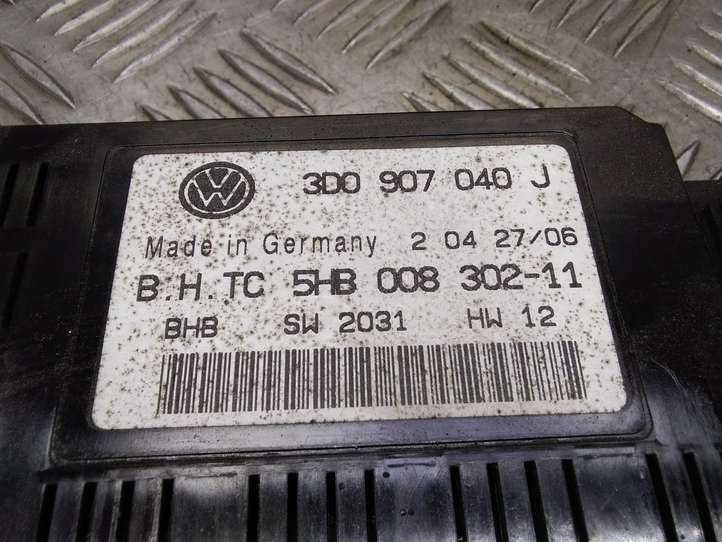 3D0 907 040 J
Made in Germany 2 04 27/06
B.H.TC 5HB 008 302-11
BHB SW 2031 HW 12